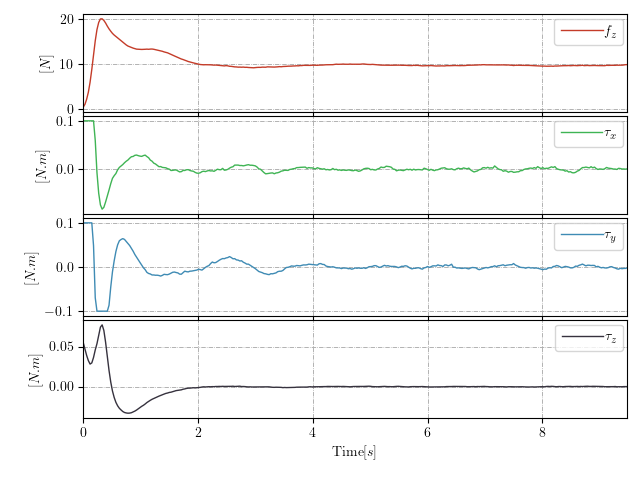 20
10
0
[N]
f_z
0.1
0.0
[N.m]
τ_x
0.1
0.0
−0.1
[N.m]
τ_y
0.05
0.00
[N.m]
τ_z
0 2 4 6 8
Time[s]